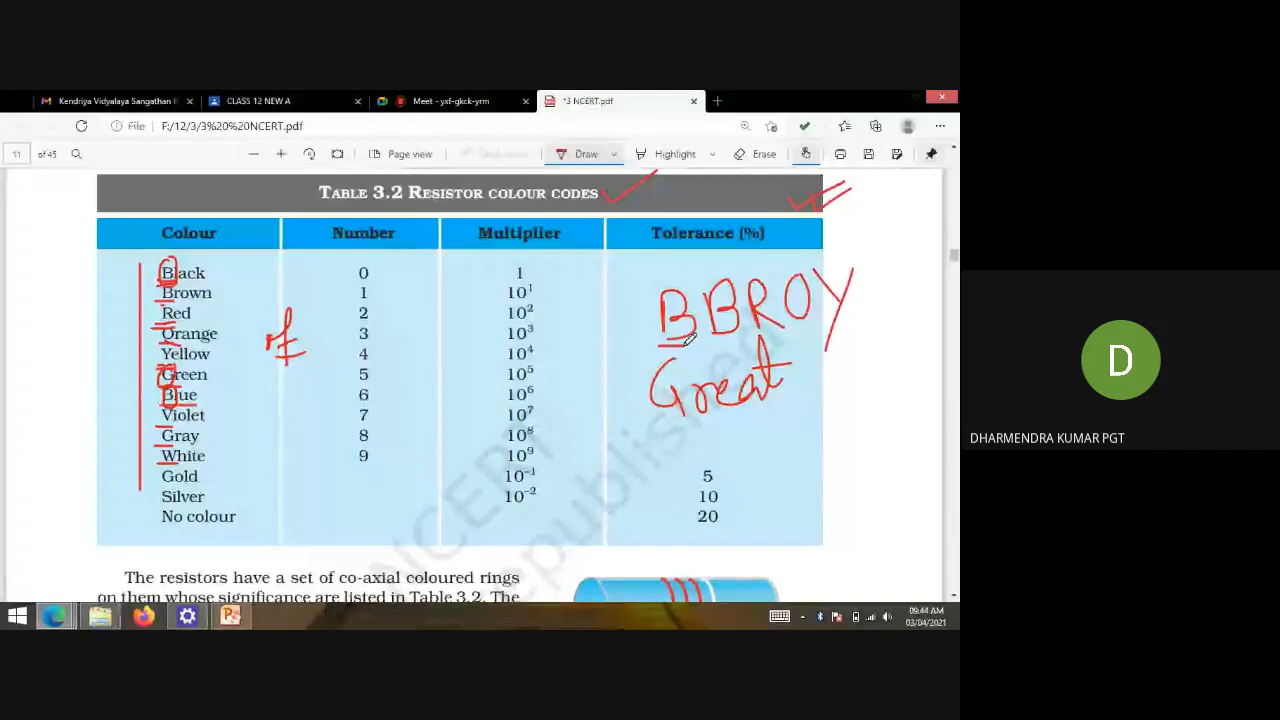 Kendriya Vidyalaya Sangathan
CLASS 12 NEW A
Meet - yxf-gkck-yrm
*3 NCERT.pdf
File F:/12/3/3%20%20NCERT.pdf
11 of 45 Page view Draw Highlight Erase
TABLE 3.2 RESISTOR COLOUR CODES
Colour Number Multiplier Tolerance (%)
Black 0 1
Brown 1 10¹
Red 2 10²
Orange 3 10³
Yellow 4 10⁴
Green 5 10⁵
Blue 6 10⁶
Violet 7 10⁷
Gray 8 10⁸
White 9 10⁹
Gold 10⁻¹ 5
Silver 10⁻² 10
No colour 20
BBROY
Great
of
NCERT
republished
The resistors have a set of co-axial coloured rings
on them whose significance are listed in Table 3.2. The
D
DHARMENDRA KUMAR PGT
09:44 AM
03/04/2021